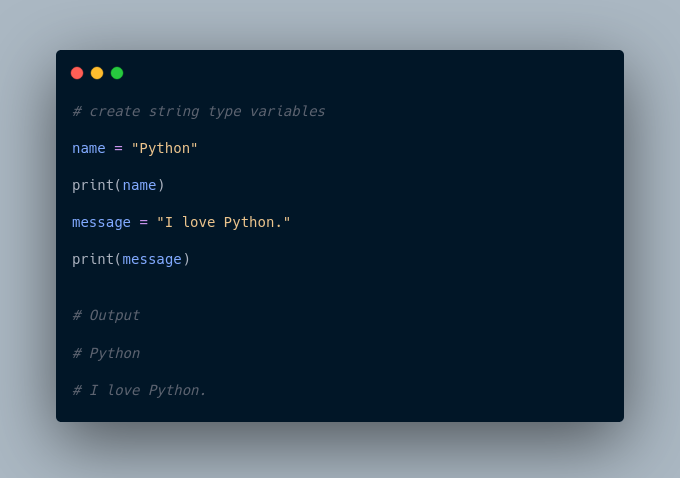 # create string type variables
name = "Python"
print(name)
message = "I love Python."
print(message)
# Output
# Python
# I love Python.